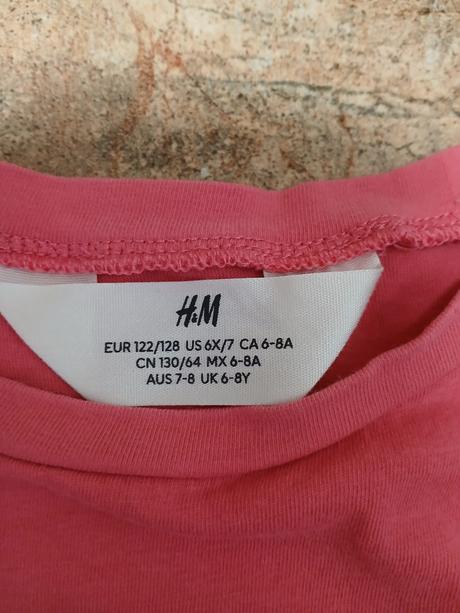 H&M
EUR 122/128 US 6X/7 CA 6-8A
CN 130/64 MX 6-8A
AUS 7-8 UK 6-8Y